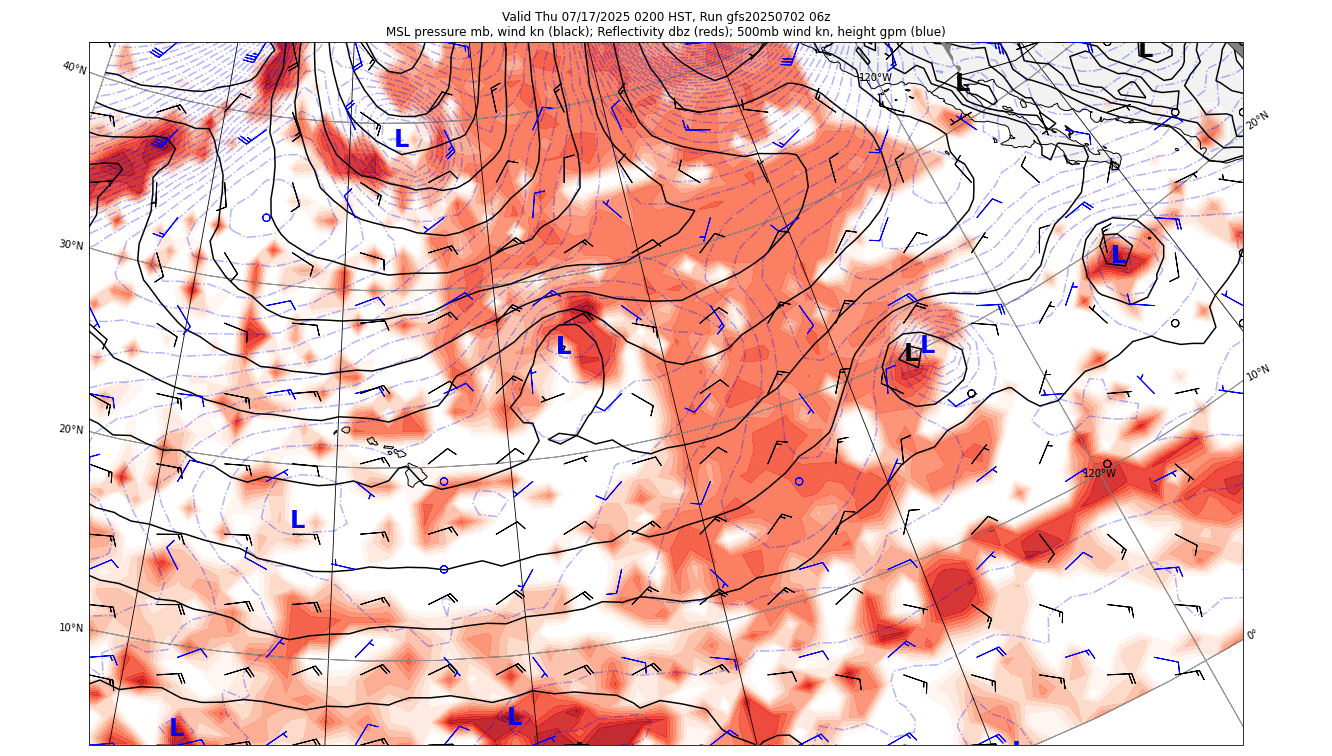 Valid Thu 07/17/2025 0200 HST, Run gfs20250702 06z
MSL pressure mb, wind kn (black); Reflectivity dbz (reds); 500mb wind kn, height gpm (blue)
L
40°N
120°W
L
20°N
L
30°N
L
L
L
L
10°N
20°N
120°W
L
10°N
0°
L
L